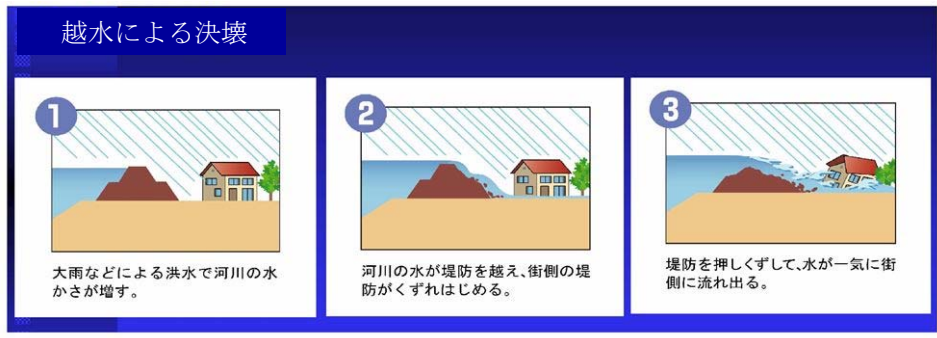 越水による決壊
1
大雨などによる洪水で河川の水
かさが増す。
2
河川の水が堤防を越え、街側の堤
防がくずれはじめる。
3
堤防を押しくずして、水が一気に街
側に流れ出る。